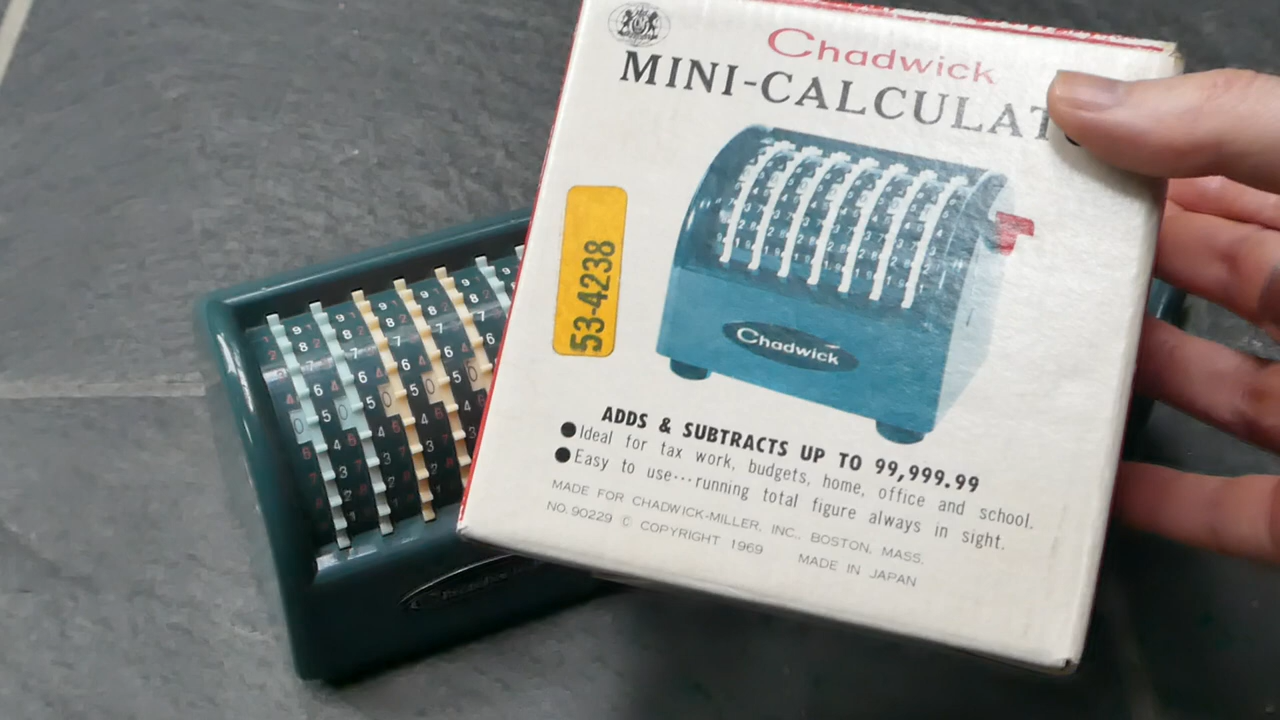 Chadwick
MINI-CALCULAT
53-4238
Chadwick
ADDS & SUBTRACTS UP TO 99,999.99
●Ideal for tax work, budgets, home, office and school.
●Easy to use···running total figure always in sight.
MADE FOR CHADWICK-MILLER, INC., BOSTON, MASS.
NO. 90229 © COPYRIGHT 1969 MADE IN JAPAN